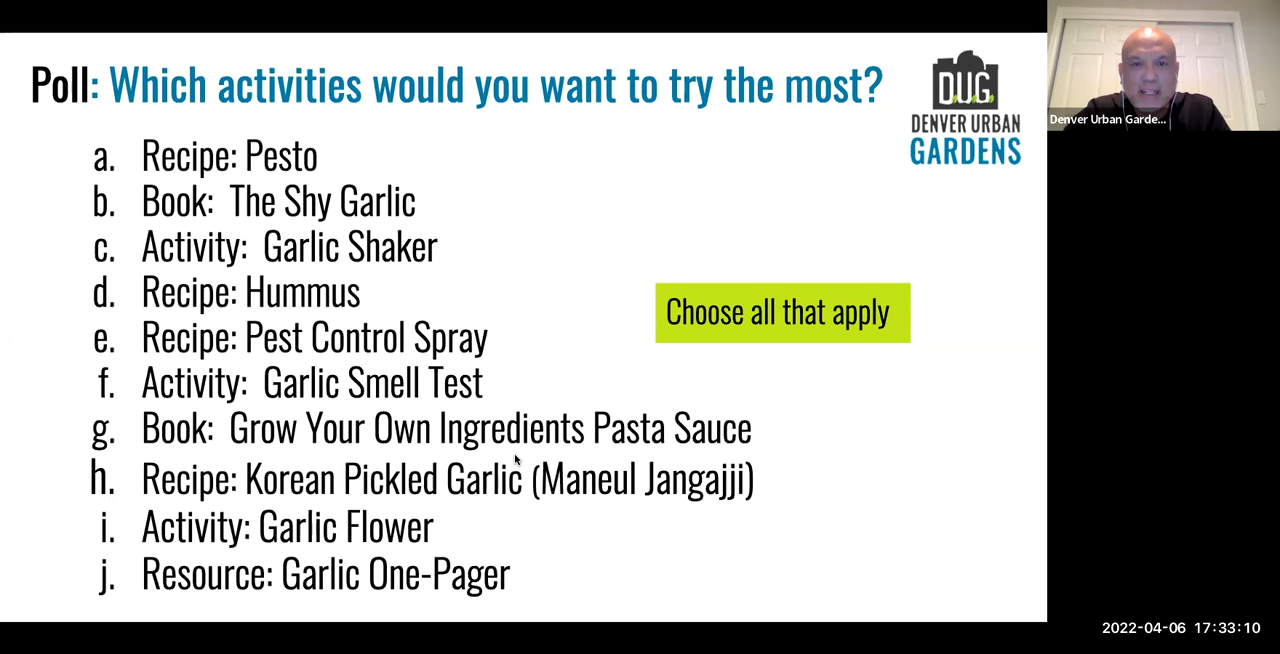 Poll: Which activities would you want to try the most?
D.U.G.
DENVER URBAN
GARDENS
Denver Urban Garde...
a. Recipe: Pesto
b. Book: The Shy Garlic
c. Activity: Garlic Shaker
d. Recipe: Hummus
e. Recipe: Pest Control Spray
f. Activity: Garlic Smell Test
g. Book: Grow Your Own Ingredients Pasta Sauce
h. Recipe: Korean Pickled Garlic (Maneul Jangajji)
i. Activity: Garlic Flower
j. Resource: Garlic One-Pager
Choose all that apply
2022-04-06 17:33:10